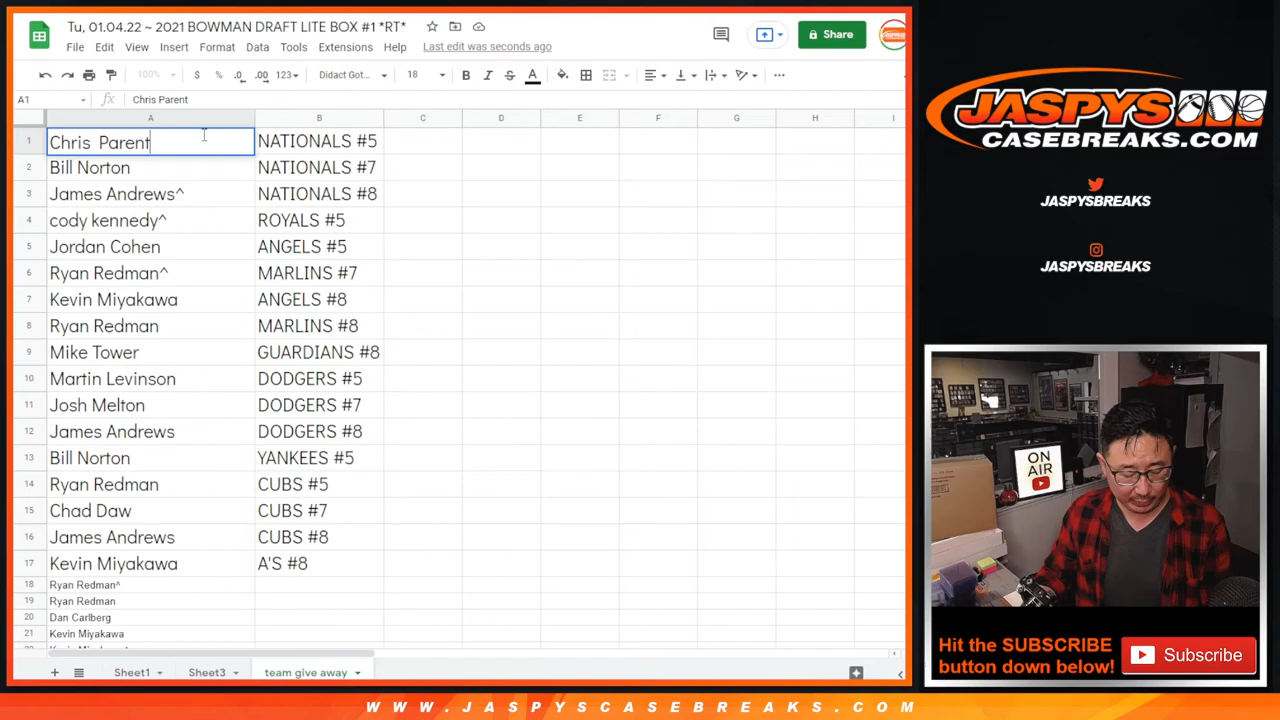 Tu, 01.04.22 ~ 2021 BOWMAN DRAFT LITE BOX #1 *RT*
File Edit View Insert Format Data Tools Extensions Help Last edit was seconds ago
Share
100% $ % .0 .00 123 Didact Got... 18 B I S A
A1 fx Chris Parent
A B C D E F G H I
1 Chris Parent NATIONALS #5
2 Bill Norton NATIONALS #7
3 James Andrews^ NATIONALS #8
4 cody kennedy^ ROYALS #5
5 Jordan Cohen ANGELS #5
6 Ryan Redman^ MARLINS #7
7 Kevin Miyakawa ANGELS #8
8 Ryan Redman MARLINS #8
9 Mike Tower GUARDIANS #8
10 Martin Levinson DODGERS #5
11 Josh Melton DODGERS #7
12 James Andrews DODGERS #8
13 Bill Norton YANKEES #5
14 Ryan Redman CUBS #5
15 Chad Daw CUBS #7
16 James Andrews CUBS #8
17 Kevin Miyakawa A'S #8
18 Ryan Redman^
19 Ryan Redman
20 Dan Carlberg
21 Kevin Miyakawa
Sheet1 Sheet3 team give away
JASPYS
CASEBREAKS.COM
JASPYSBREAKS
JASPYSBREAKS
ON
AIR
Hit the SUBSCRIBE
button down below!
Subscribe
WWW.JASPYSCASEBREAKS.COM